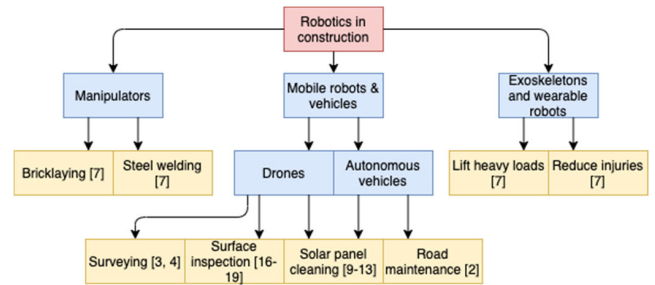 Robotics in
construction
Manipulators
Mobile robots &
vehicles
Exoskeletons
and wearable
robots
Bricklaying [7]
Steel welding
[7]
Drones
Autonomous
vehicles
Lift heavy loads
[7]
Reduce injuries
[7]
Surveying [3, 4]
Surface
inspection [16-
19]
Solar panel
cleaning [9-13]
Road
maintenance [2]